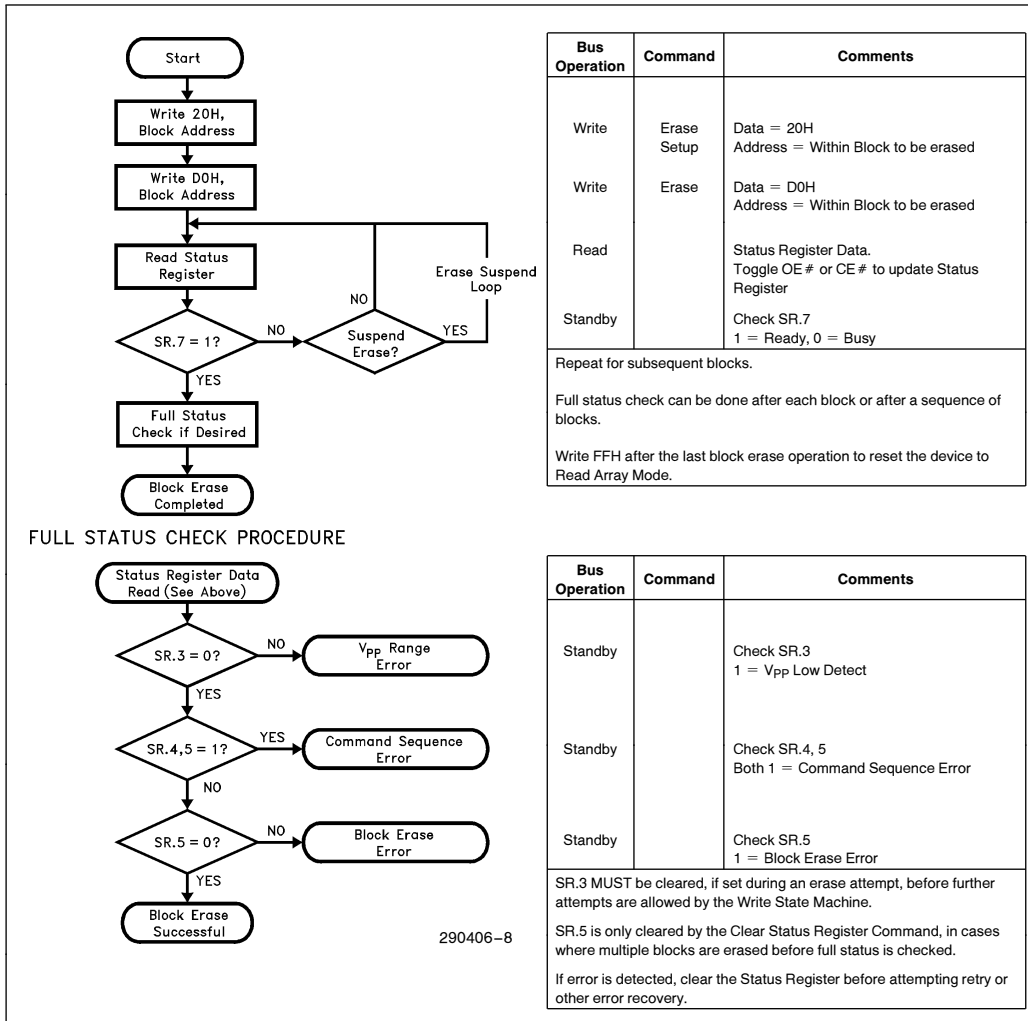 Start
Write 20H,
Block Address
Write D0H,
Block Address
Read Status
Register
Erase Suspend
Loop
NO
SR.7 = 1?
NO
Suspend
Erase?
YES
YES
Full Status
Check if Desired
Block Erase
Completed
Bus
Operation
Command
Comments
Write
Erase
Setup
Data = 20H
Address = Within Block to be erased
Write
Erase
Data = D0H
Address = Within Block to be erased
Read
Status Register Data.
Toggle OE# or CE# to update Status
Register
Standby
Check SR.7
1 = Ready, 0 = Busy
Repeat for subsequent blocks.
Full status check can be done after each block or after a sequence of
blocks.
Write FFH after the last block erase operation to reset the device to
Read Array Mode.
FULL STATUS CHECK PROCEDURE
Status Register Data
Read (See Above)
SR.3 = 0?
NO
VPP Range
Error
YES
SR.4,5 = 1?
YES
Command Sequence
Error
NO
SR.5 = 0?
NO
Block Erase
Error
YES
Block Erase
Successful
290406–8
Bus
Operation
Command
Comments
Standby
Check SR.3
1 = VPP Low Detect
Standby
Check SR.4, 5
Both 1 = Command Sequence Error
Standby
Check SR.5
1 = Block Erase Error
SR.3 MUST be cleared, if set during an erase attempt, before further
attempts are allowed by the Write State Machine.
SR.5 is only cleared by the Clear Status Register Command, in cases
where multiple blocks are erased before full status is checked.
If error is detected, clear the Status Register before attempting retry or
other error recovery.